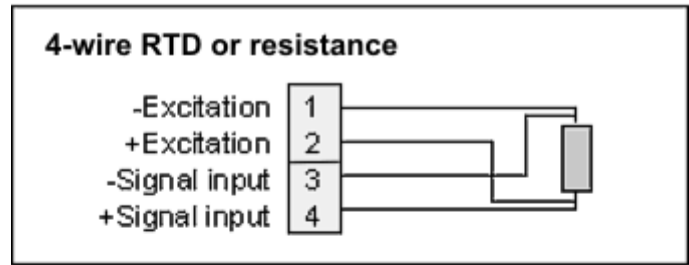 4-wire RTD or resistance
-Excitation 1
+Excitation 2
-Signal input 3
+Signal input 4